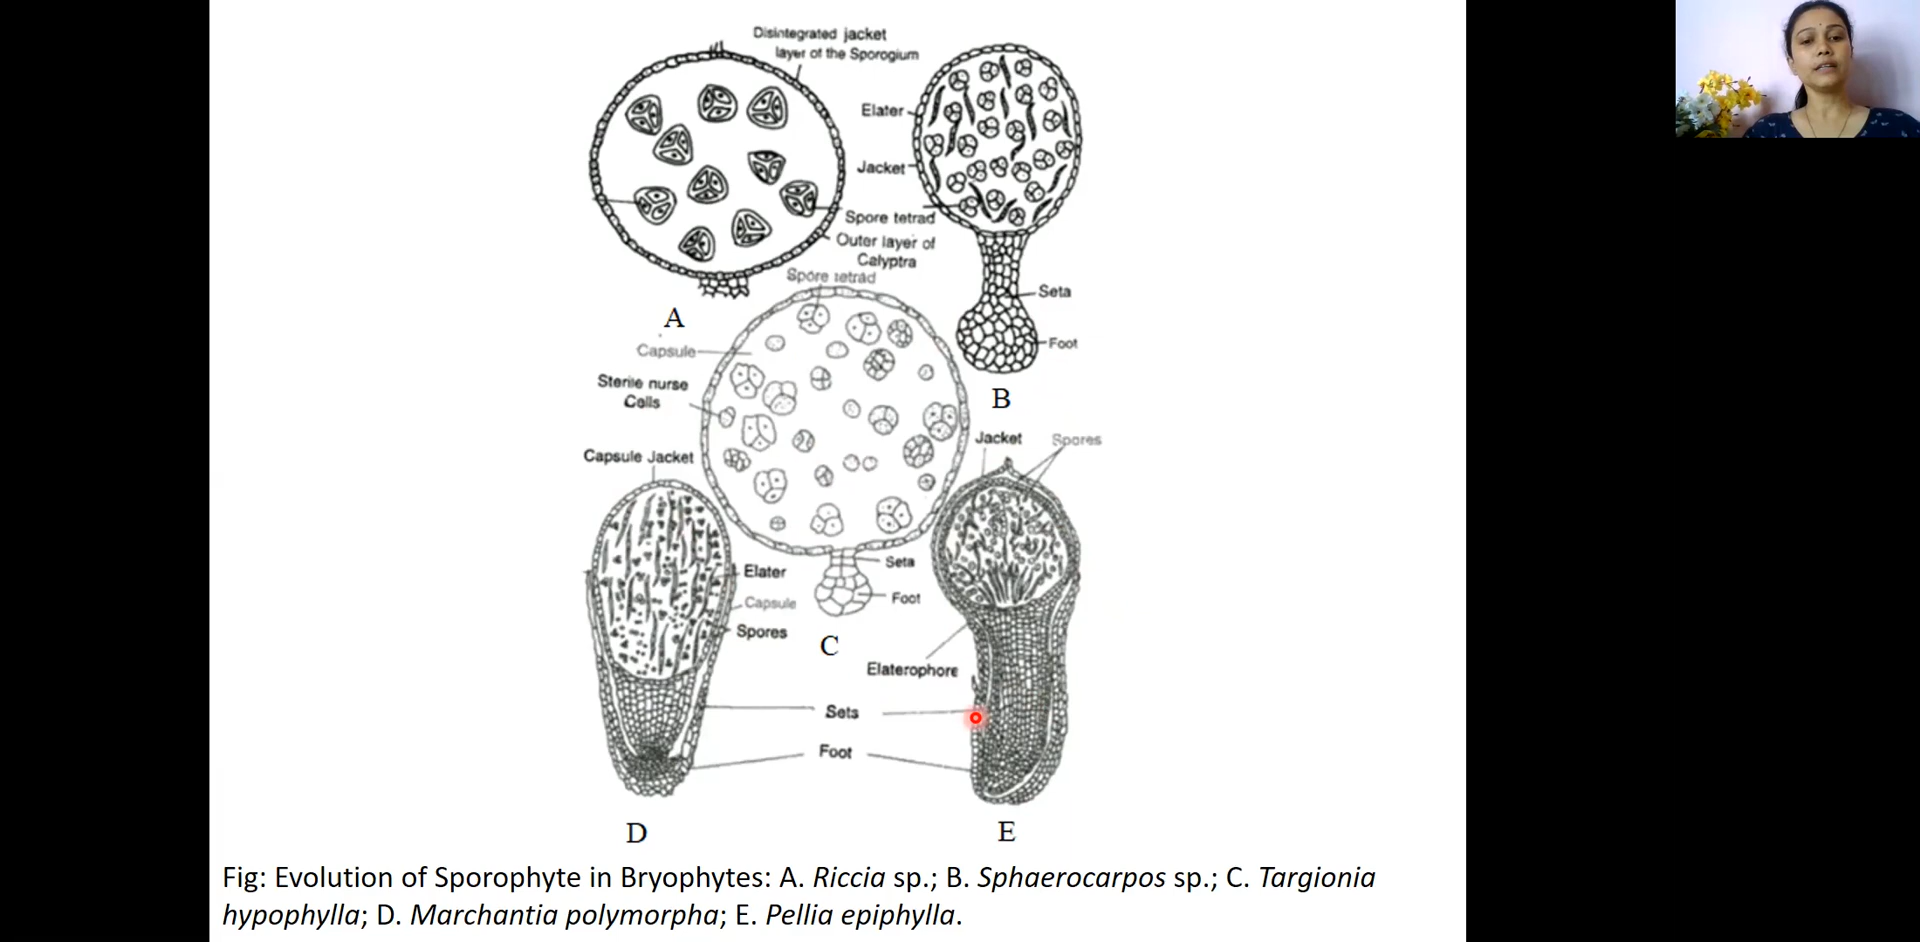 Disintegrated jacket
layer of the Sporogium
Elater
Jacket
Spore tetrad
Outer layer of
Calyptra
Spore tetrad
A
Seta
Foot
B
Capsule
Sterile nurse
Cells
Capsule Jacket
Jacket
Spores
Elater
Capsule
Spores
Seta
Foot
C
Elaterophore
Sets
Foot
D
E
Fig: Evolution of Sporophyte in Bryophytes: A. Riccia sp.; B. Sphaerocarpos sp.; C. Targionia
hypophylla; D. Marchantia polymorpha; E. Pellia epiphylla.